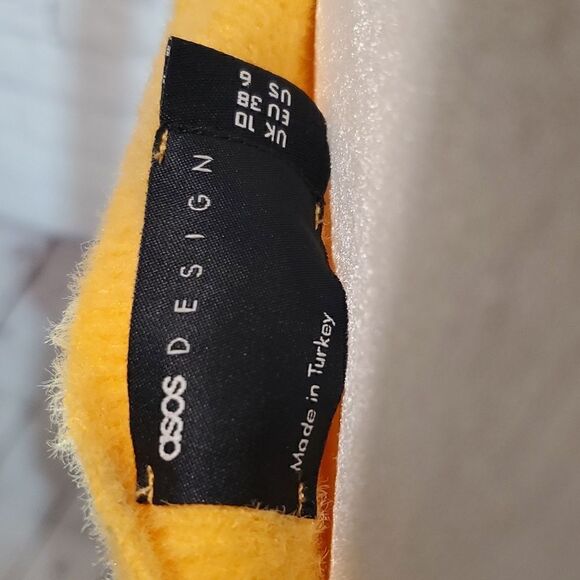 asos DESIGN
Made in Turkey
UK 10
EU 38
US 6